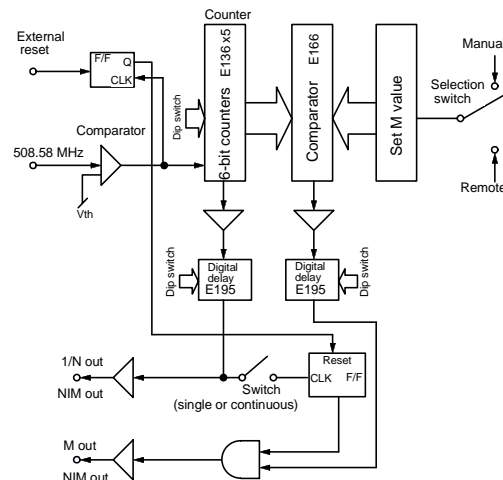 Counter
External
reset
F/F
Q
CLK
E136 x5
6-bit counters
E166
Comparator
Set M value
Manual
Selection
switch
Remote
Dip switch
Comparator
508.58 MHz
Vth
Dip switch
Digital
delay
E195
Digital
delay
E195
Dip switch
Reset
CLK
F/F
1/N out
NIM out
Switch
(single or continuous)
M out
NIM out